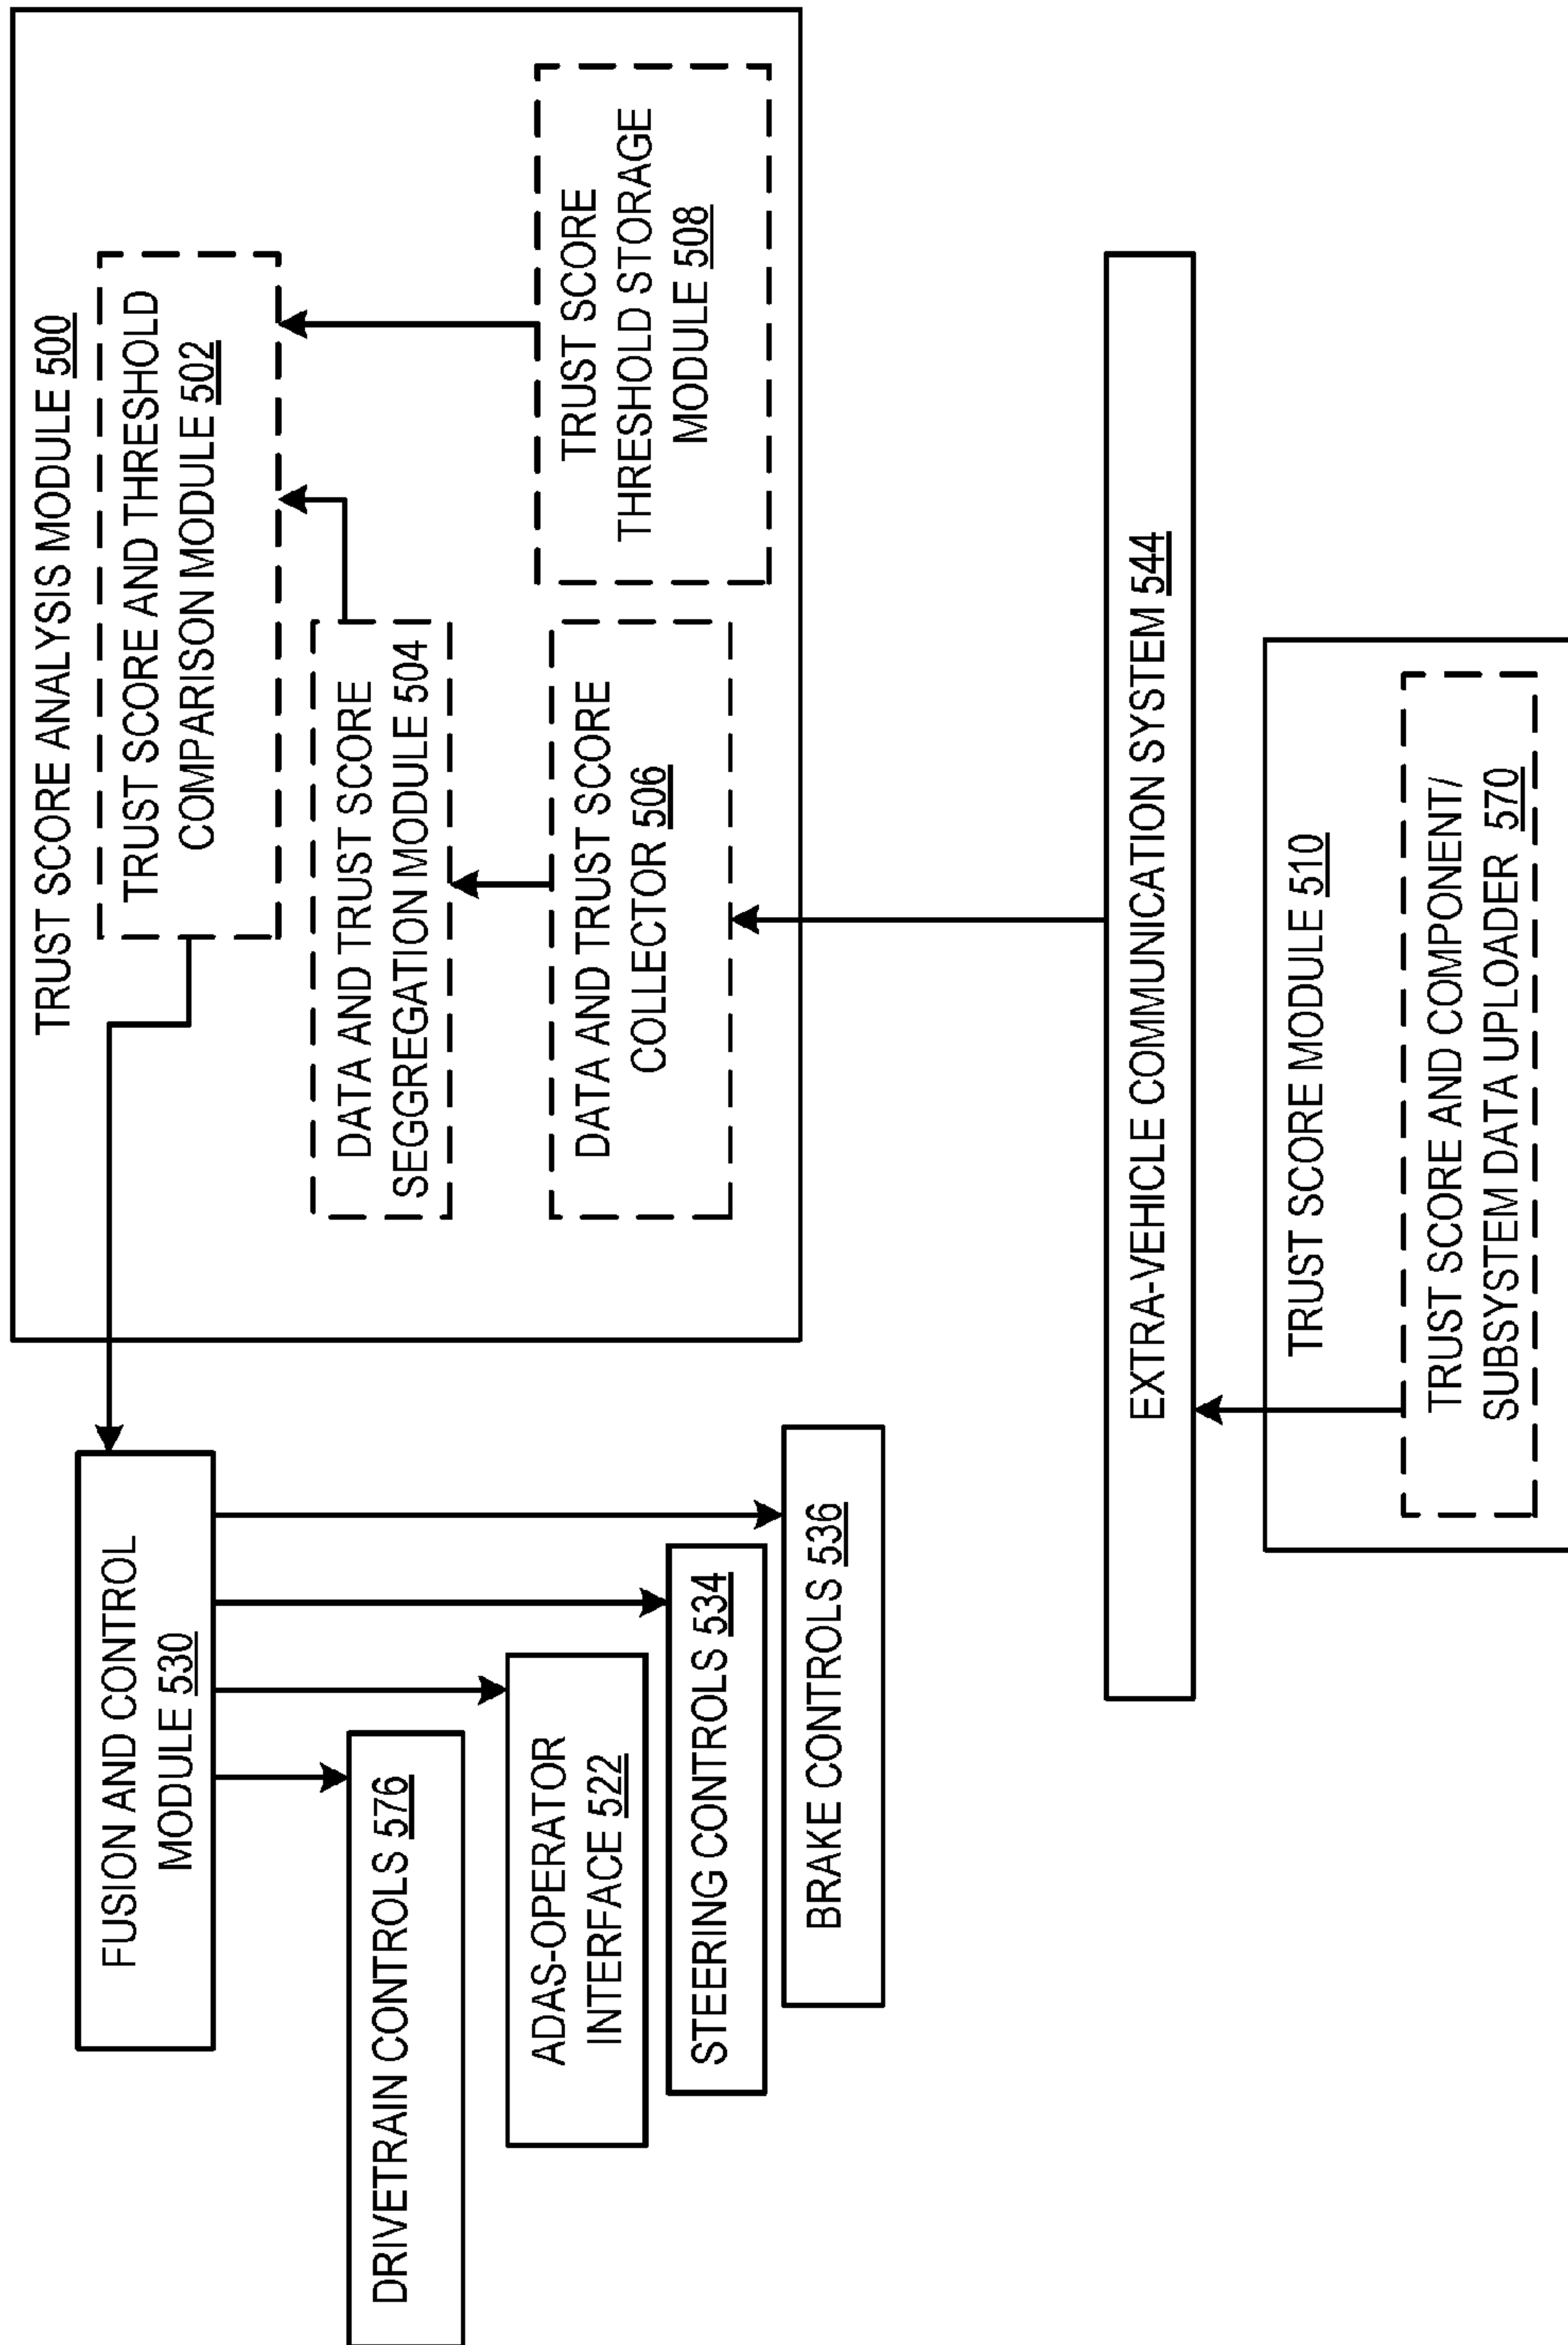 TRUST SCORE ANALYSIS MODULE 500
TRUST SCORE AND THRESHOLD
COMPARISON MODULE 502
DATA AND TRUST SCORE
SEGGREGATION MODULE 504
DATA AND TRUST SCORE
COLLECTOR 506
TRUST SCORE
THRESHOLD STORAGE
MODULE 508
FUSION AND CONTROL
MODULE 530
DRIVETRAIN CONTROLS 576
ADAS-OPERATOR
INTERFACE 522
STEERING CONTROLS 534
BRAKE CONTROLS 536
EXTRA-VEHICLE COMMUNICATION SYSTEM 544
TRUST SCORE MODULE 510
TRUST SCORE AND COMPONENT/
SUBSYSTEM DATA UPLOADER 570